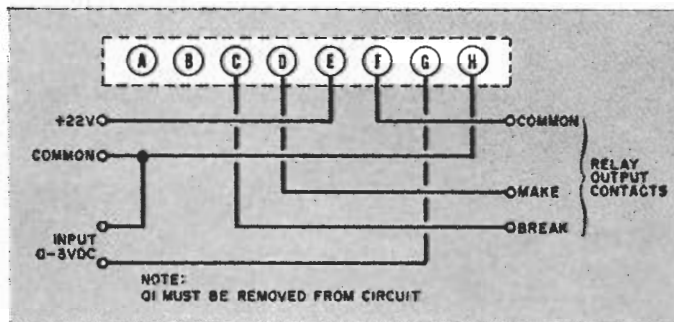 A B C D E F G H
+22V
COMMON
COMMON
RELAY
OUTPUT
CONTACTS
MAKE
INPUT
0-3VDC
BREAK
NOTE:
Q1 MUST BE REMOVED FROM CIRCUIT